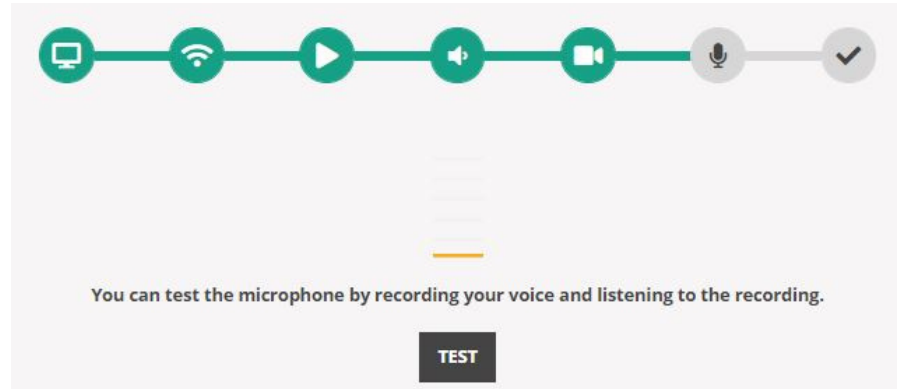 You can test the microphone by recording your voice and listening to the recording.
TEST